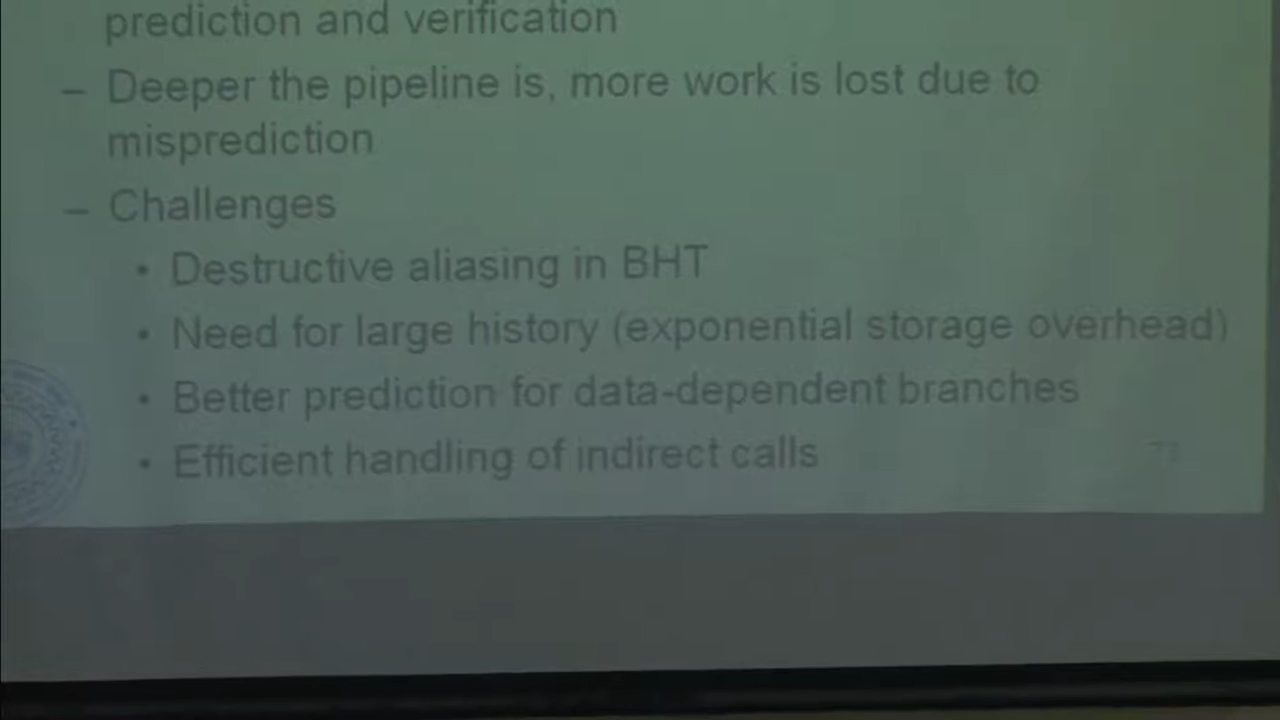 prediction and verification
– Deeper the pipeline is, more work is lost due to
misprediction
– Challenges
• Destructive aliasing in BHT
• Need for large history (exponential storage overhead)
• Better prediction for data-dependent branches
• Efficient handling of indirect calls